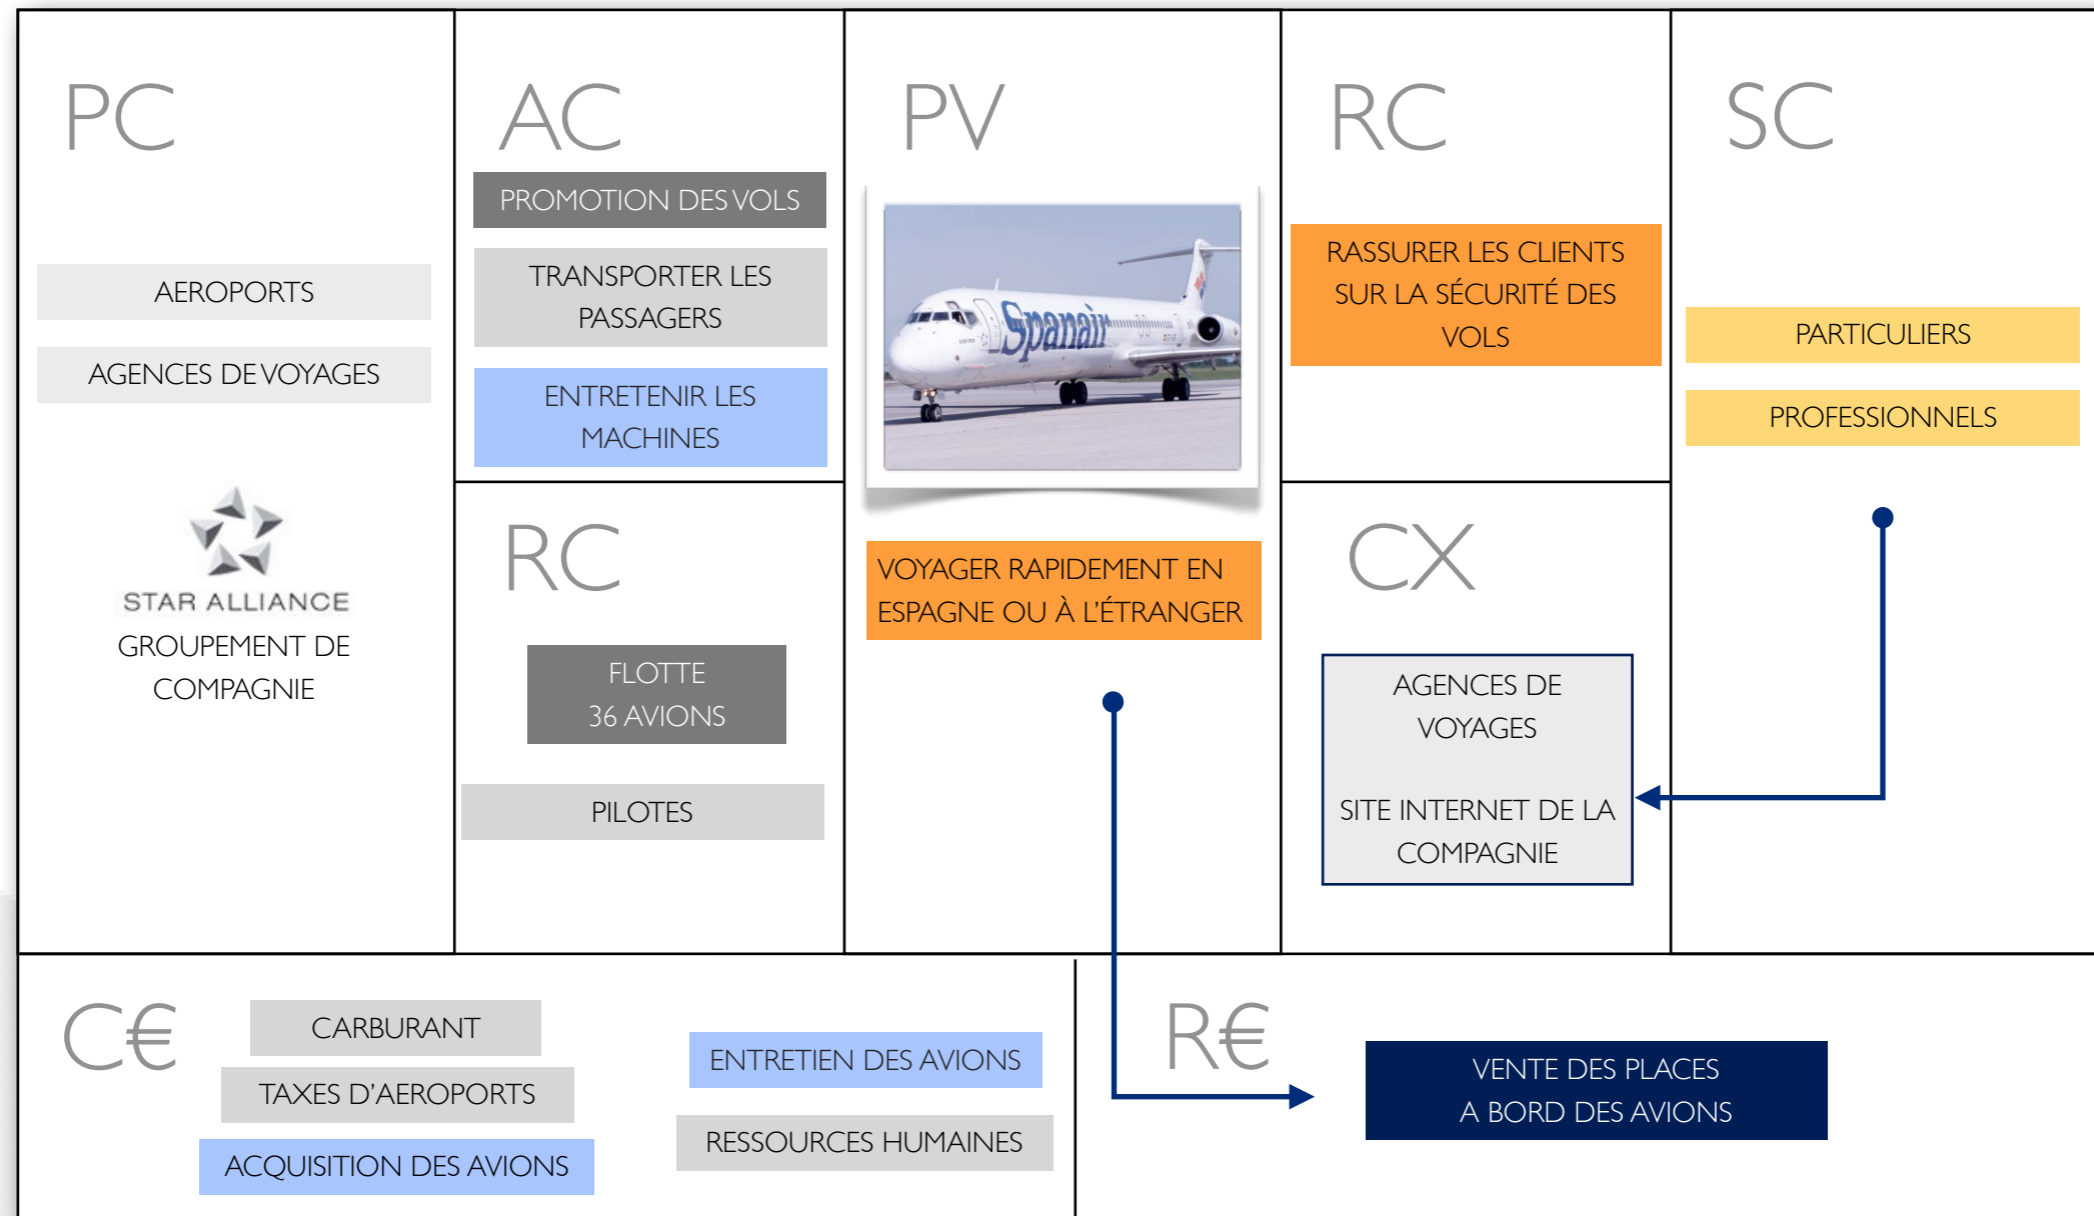 PC
AEROPORTS
AGENCES DE VOYAGES
STAR ALLIANCE
GROUPEMENT DE
COMPAGNIE
AC
PROMOTION DES VOLS
TRANSPORTER LES
PASSAGERS
ENTRETENIR LES
MACHINES
RC
FLOTTE
36 AVIONS
PILOTES
PV
Spanair
VOYAGER RAPIDEMENT EN
ESPAGNE OU À L'ÉTRANGER
RC
RASSURER LES CLIENTS
SUR LA SÉCURITÉ DES
VOLS
CX
AGENCES DE
VOYAGES
SITE INTERNET DE LA
COMPAGNIE
SC
PARTICULIERS
PROFESSIONNELS
C€
CARBURANT
TAXES D'AEROPORTS
ACQUISITION DES AVIONS
ENTRETIEN DES AVIONS
RESSOURCES HUMAINES
R€
VENTE DES PLACES
A BORD DES AVIONS